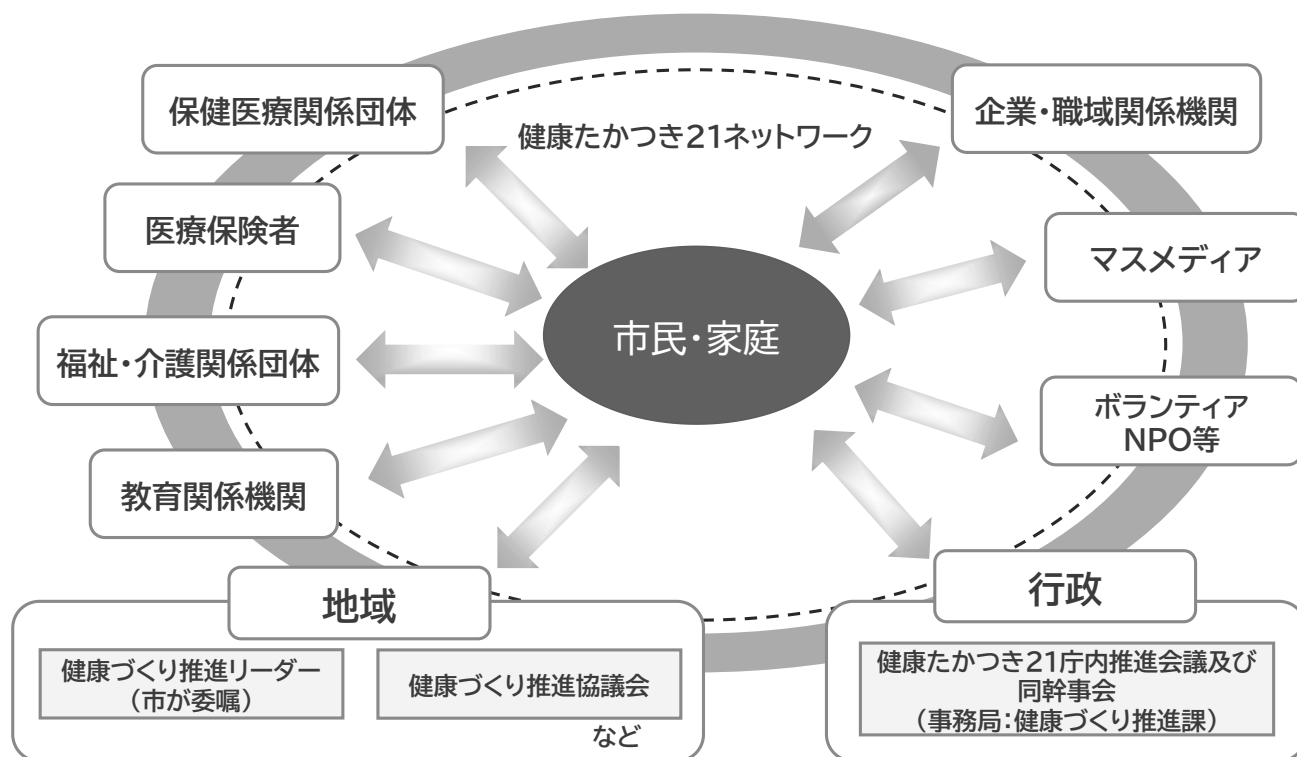 保健医療関係団体
企業・職域関係機関
健康たかつき21ネットワーク
医療保険者
マスメディア
市民・家庭
福祉・介護関係団体
ボランティア
NPO等
教育関係機関
地域
行政
健康づくり推進リーダー
（市が委嘱）
健康づくり推進協議会
など
健康たかつき21庁内推進会議及び
同幹事会
（事務局：健康づくり推進課）